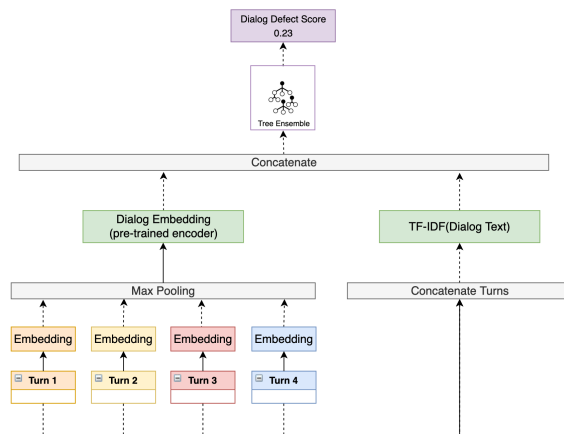 Dialog Defect Score
0.23
Tree Ensemble
Concatenate
Dialog Embedding
(pre-trained encoder)
TF-IDF(Dialog Text)
Max Pooling
Concatenate Turns
Embedding
Embedding
Embedding
Embedding
Turn 1
Turn 2
Turn 3
Turn 4